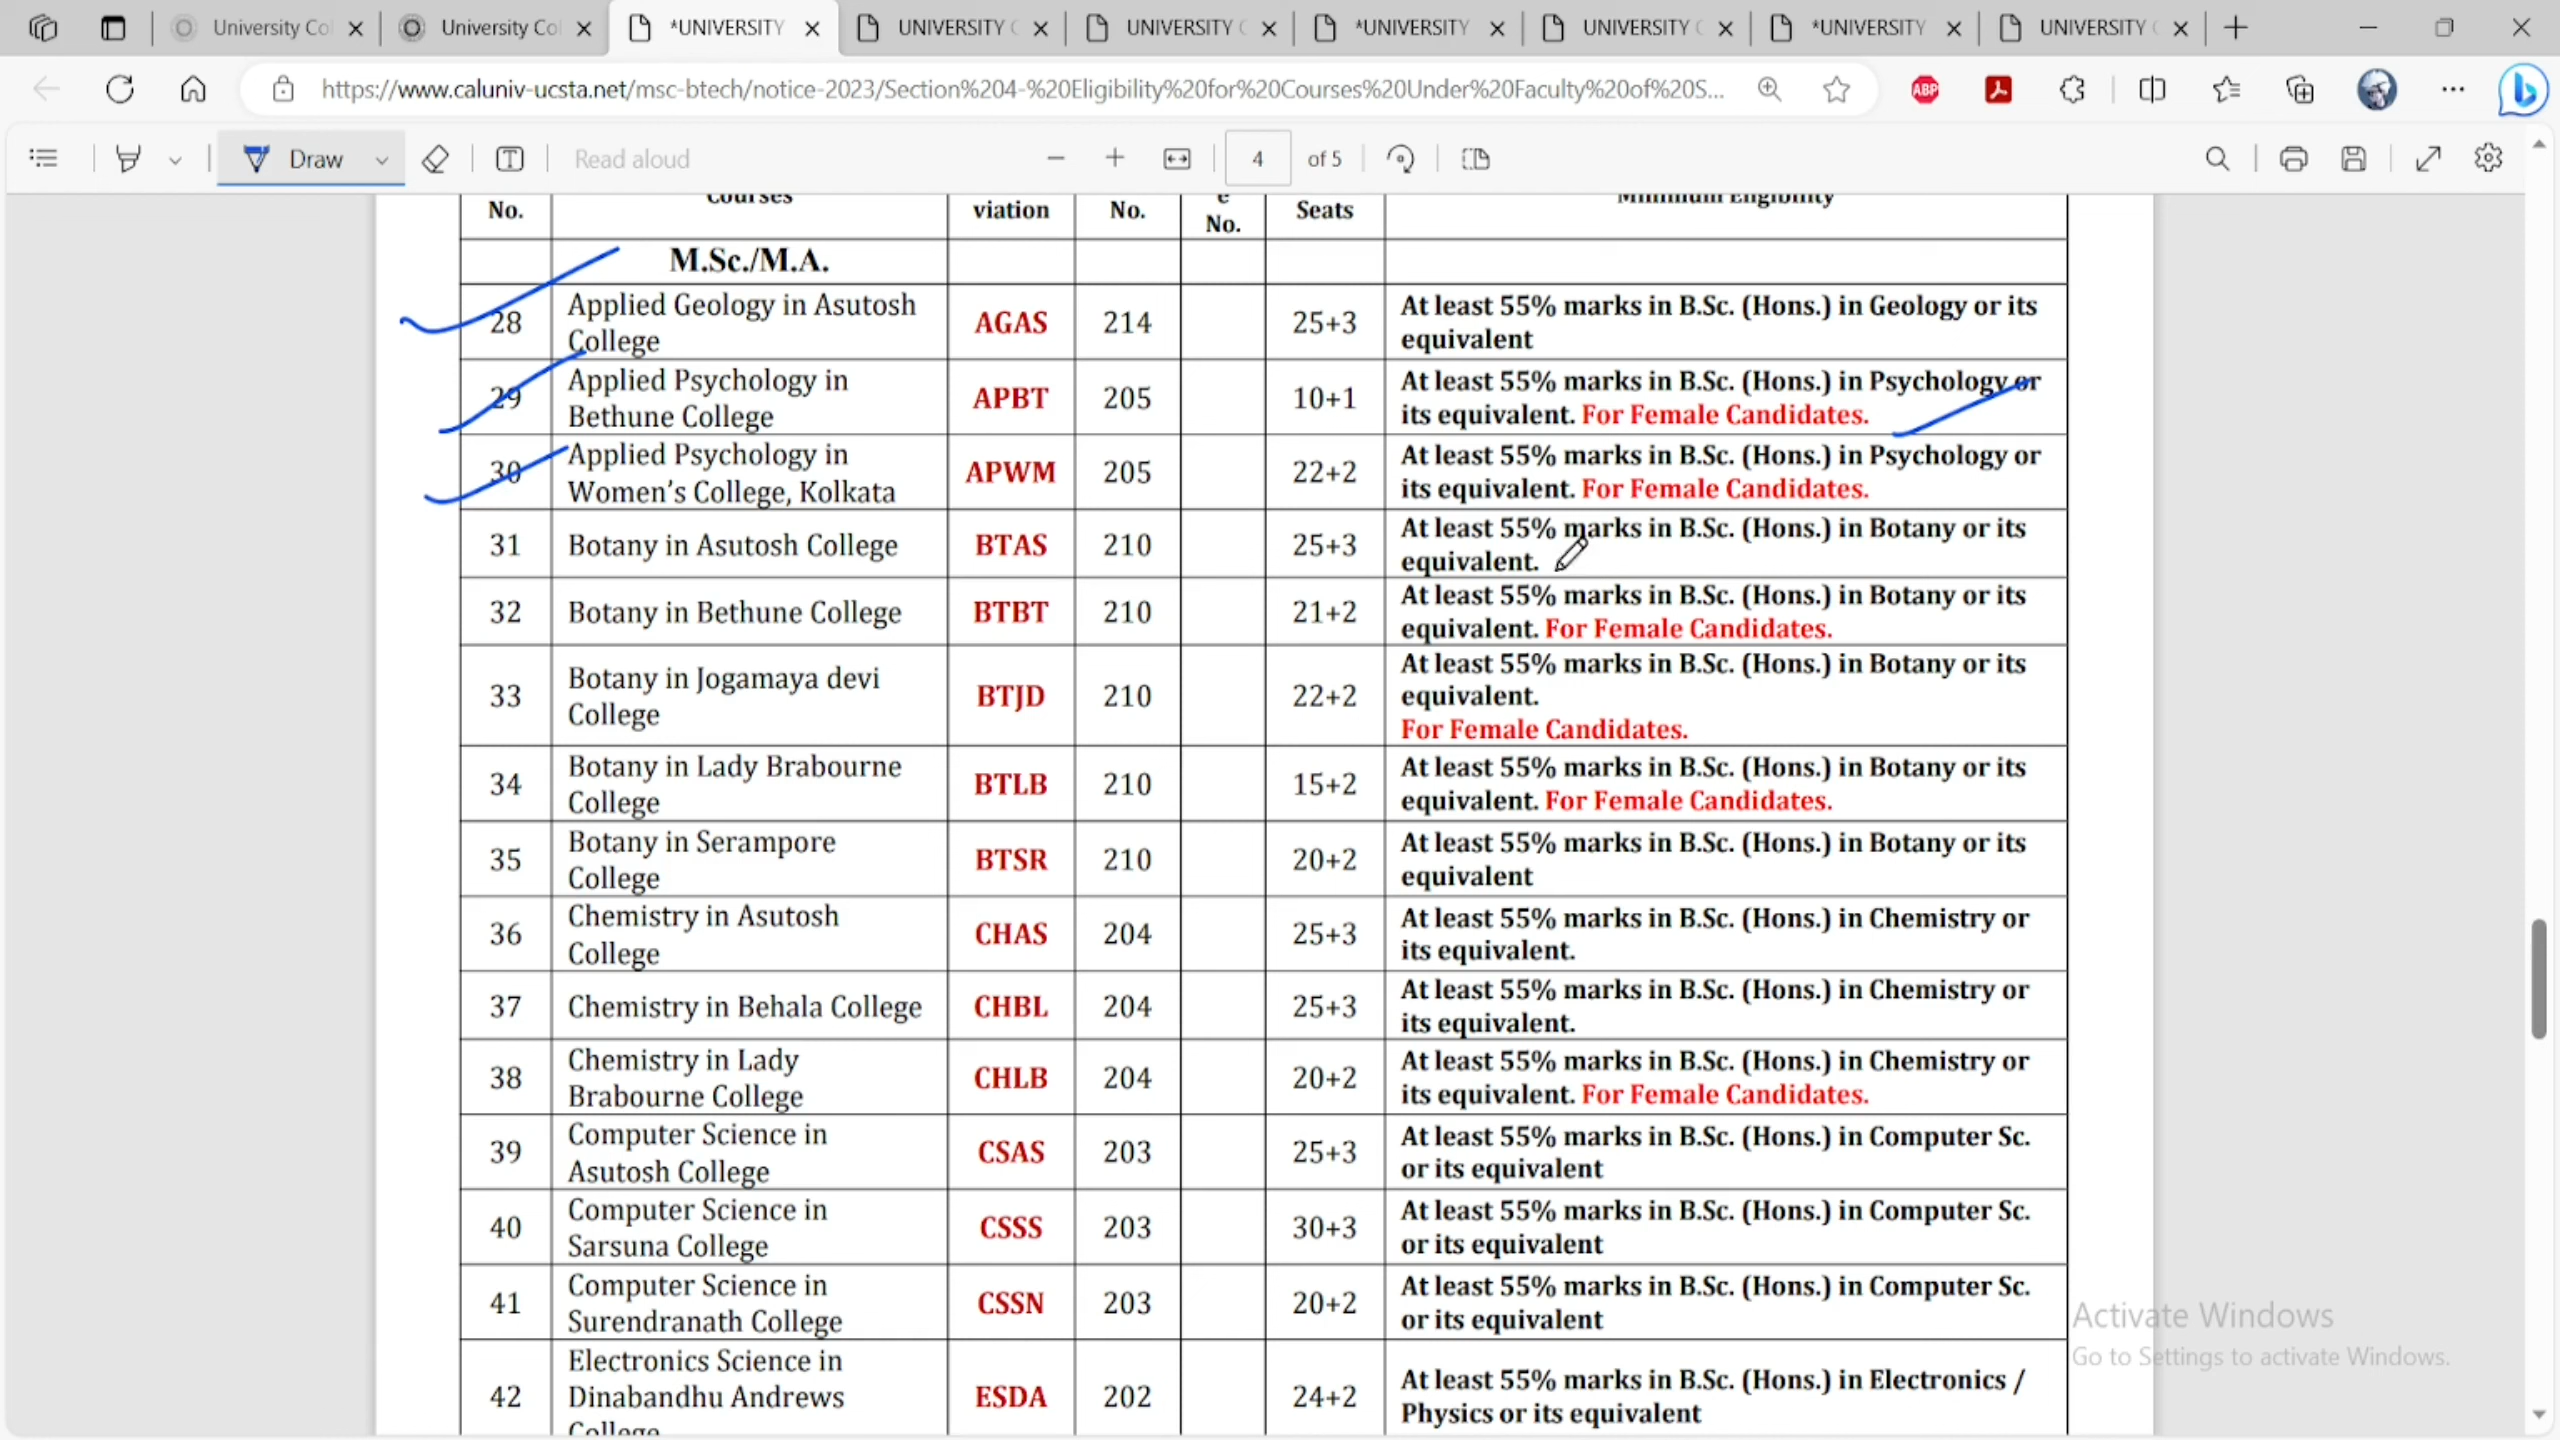 University Co
University Co
*UNIVERSITY
UNIVERSITY
UNIVERSITY
*UNIVERSITY
UNIVERSITY
*UNIVERSITY
UNIVERSITY
https://www.caluniv-ucsta.net/msc-btech/notice-2023/Section%204-%20Eligibility%20for%20Courses%20Under%20Faculty%20of%20S...
ABP
Draw
Read aloud
4 of 5
No. Courses viation No. e No. Seats Minimum Eligibility
M.Sc./M.A.
28 Applied Geology in Asutosh College AGAS 214 25+3 At least 55% marks in B.Sc. (Hons.) in Geology or its
equivalent
29 Applied Psychology in Bethune College APBT 205 10+1 At least 55% marks in B.Sc. (Hons.) in Psychology or
its equivalent. For Female Candidates.
30 Applied Psychology in Women's College, Kolkata APWM 205 22+2 At least 55% marks in B.Sc. (Hons.) in Psychology or
its equivalent. For Female Candidates.
31 Botany in Asutosh College BTAS 210 25+3 At least 55% marks in B.Sc. (Hons.) in Botany or its
equivalent.
32 Botany in Bethune College BTBT 210 21+2 At least 55% marks in B.Sc. (Hons.) in Botany or its
equivalent. For Female Candidates.
33 Botany in Jogamaya devi College BTJD 210 22+2 At least 55% marks in B.Sc. (Hons.) in Botany or its
equivalent.
For Female Candidates.
34 Botany in Lady Brabourne College BTLB 210 15+2 At least 55% marks in B.Sc. (Hons.) in Botany or its
equivalent. For Female Candidates.
35 Botany in Serampore College BTSR 210 20+2 At least 55% marks in B.Sc. (Hons.) in Botany or its
equivalent
36 Chemistry in Asutosh College CHAS 204 25+3 At least 55% marks in B.Sc. (Hons.) in Chemistry or
its equivalent.
37 Chemistry in Behala College CHBL 204 25+3 At least 55% marks in B.Sc. (Hons.) in Chemistry or
its equivalent.
38 Chemistry in Lady Brabourne College CHLB 204 20+2 At least 55% marks in B.Sc. (Hons.) in Chemistry or
its equivalent. For Female Candidates.
39 Computer Science in Asutosh College CSAS 203 25+3 At least 55% marks in B.Sc. (Hons.) in Computer Sc.
or its equivalent
40 Computer Science in Sarsuna College CSSS 203 30+3 At least 55% marks in B.Sc. (Hons.) in Computer Sc.
or its equivalent
41 Computer Science in Surendranath College CSSN 203 20+2 At least 55% marks in B.Sc. (Hons.) in Computer Sc.
or its equivalent
42 Electronics Science in Dinabandhu Andrews College ESDA 202 24+2 At least 55% marks in B.Sc. (Hons.) in Electronics /
Physics or its equivalent
Activate Windows
Go to Settings to activate Windows.